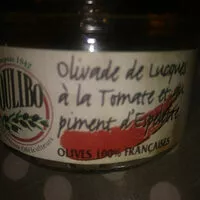 OULIBO
Olivade de Lucques
à la Tomate et au
piment d'Espelette
OLIVES 100% FRANÇAISES